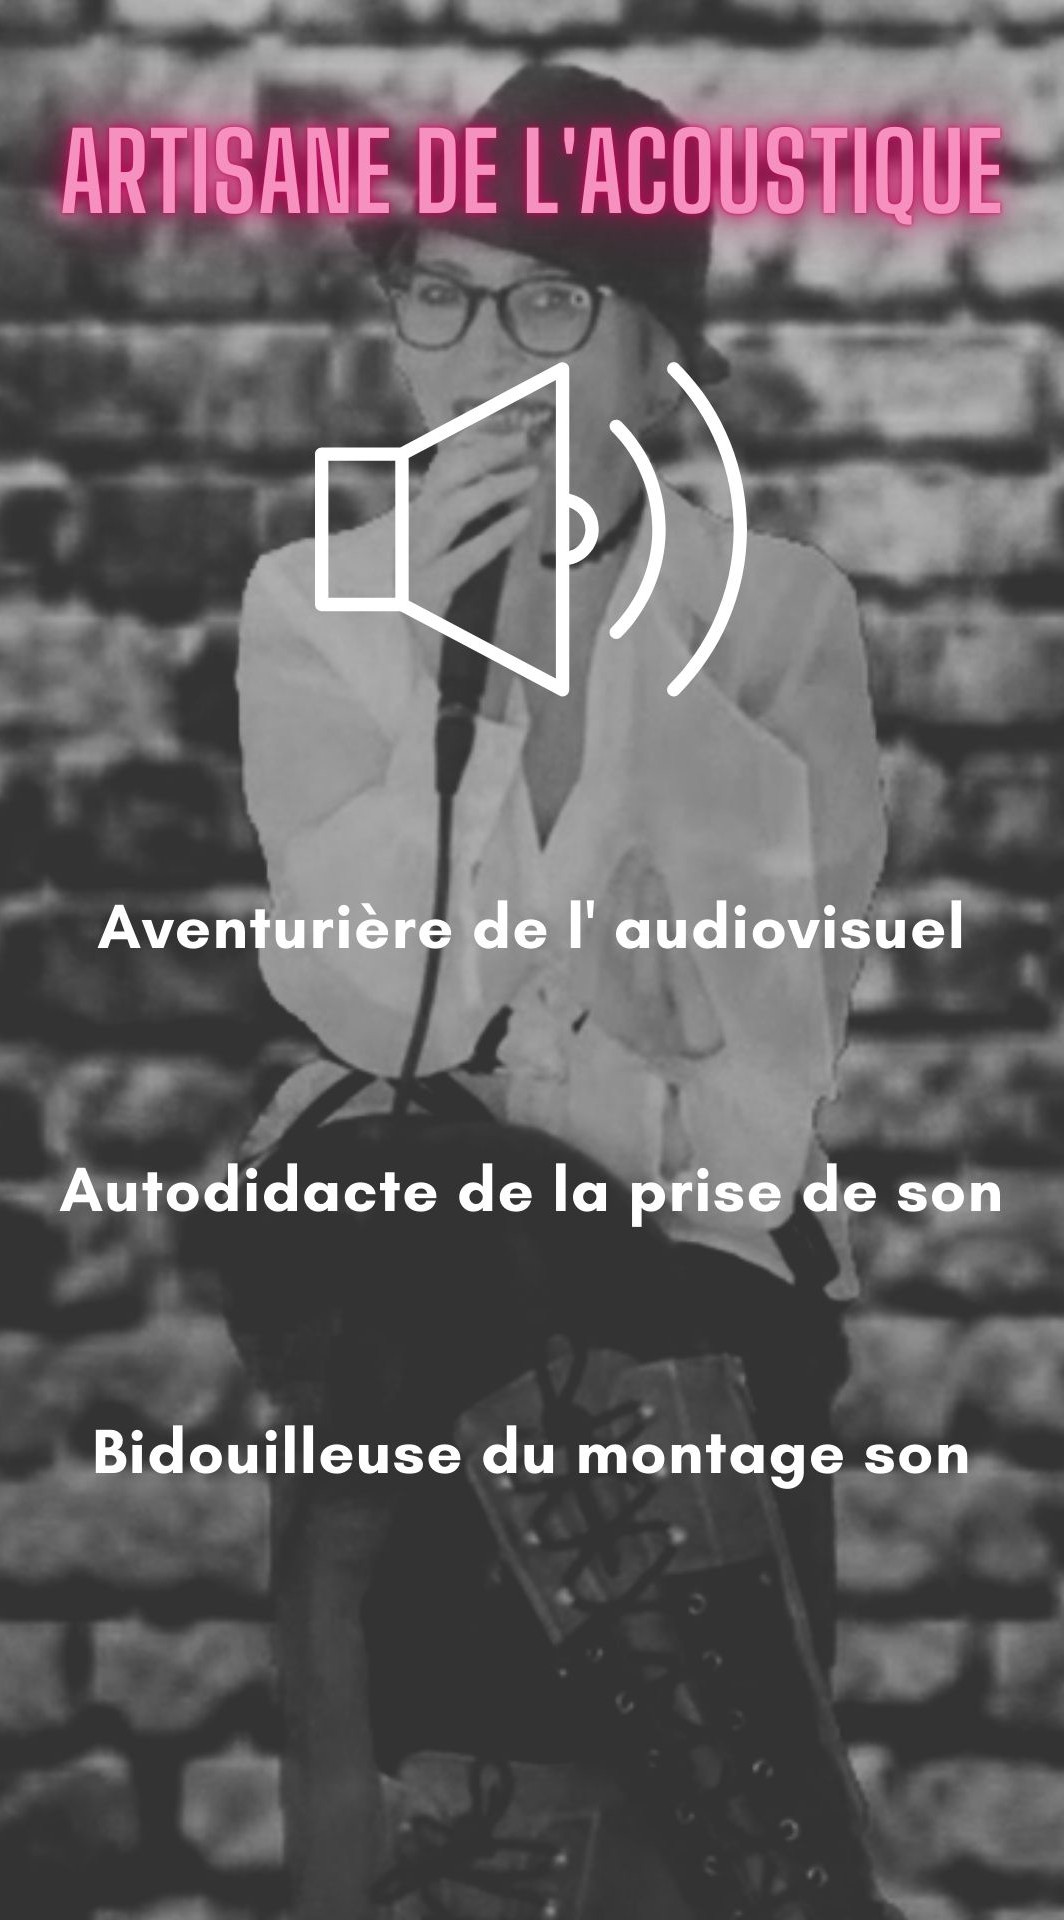 ARTISANE DE L'ACOUSTIQUE
Aventurière de l' audiovisuel
Autodidacte de la prise de son
Bidouilleuse du montage son